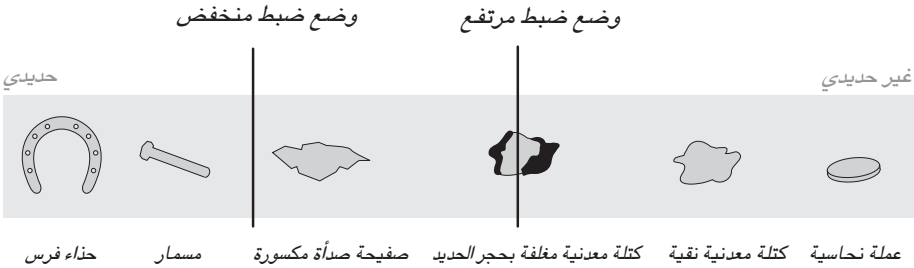 وضع ضبط مرتفع
وضع ضبط منخفض
غير حديدي
حديدي
عملة نحاسية
كتلة معدنية نقية
كتلة معدنية مغلفة بحجر الحديد
صفيحة صدأة مكسورة
مسمار
حذاء فرس